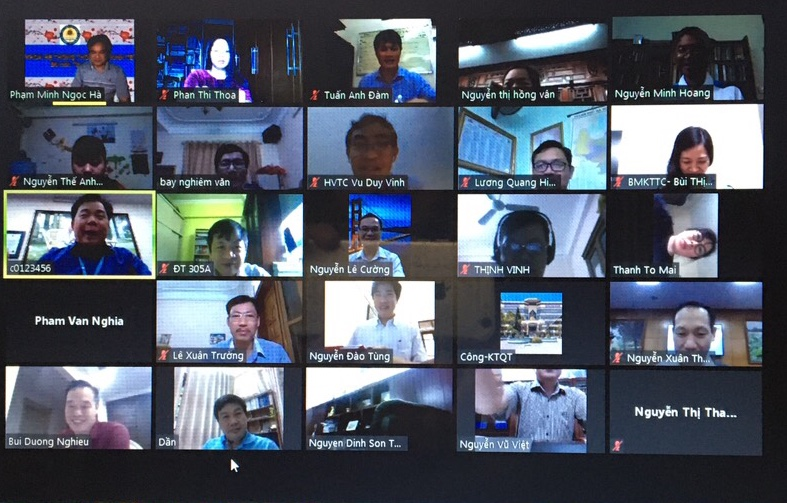 Phạm Minh Ngọc Hà
Phan Thi Thoa
Tuấn Anh Đàm
Nguyễn thị hồng vân
Nguyễn Minh Hoang
Nguyễn Thế Anh...
bay nghiêm văn
HVTC Vu Duy Vinh
Lương Quang Hi...
BMKTTC- Bùi Thị...
c0123456
ĐT 305A
Nguyễn Lê Cường
THỊNH VINH
Thanh To Mai
Pham Van Nghia
Lê Xuân Trường
Nguyễn Đào Tùng
Công-KTQT
Nguyễn Xuân Th...
Bui Duong Nghieu
Dần
Nguyen Dinh Son T...
Nguyễn Vũ Việt
Nguyễn Thị Tha...